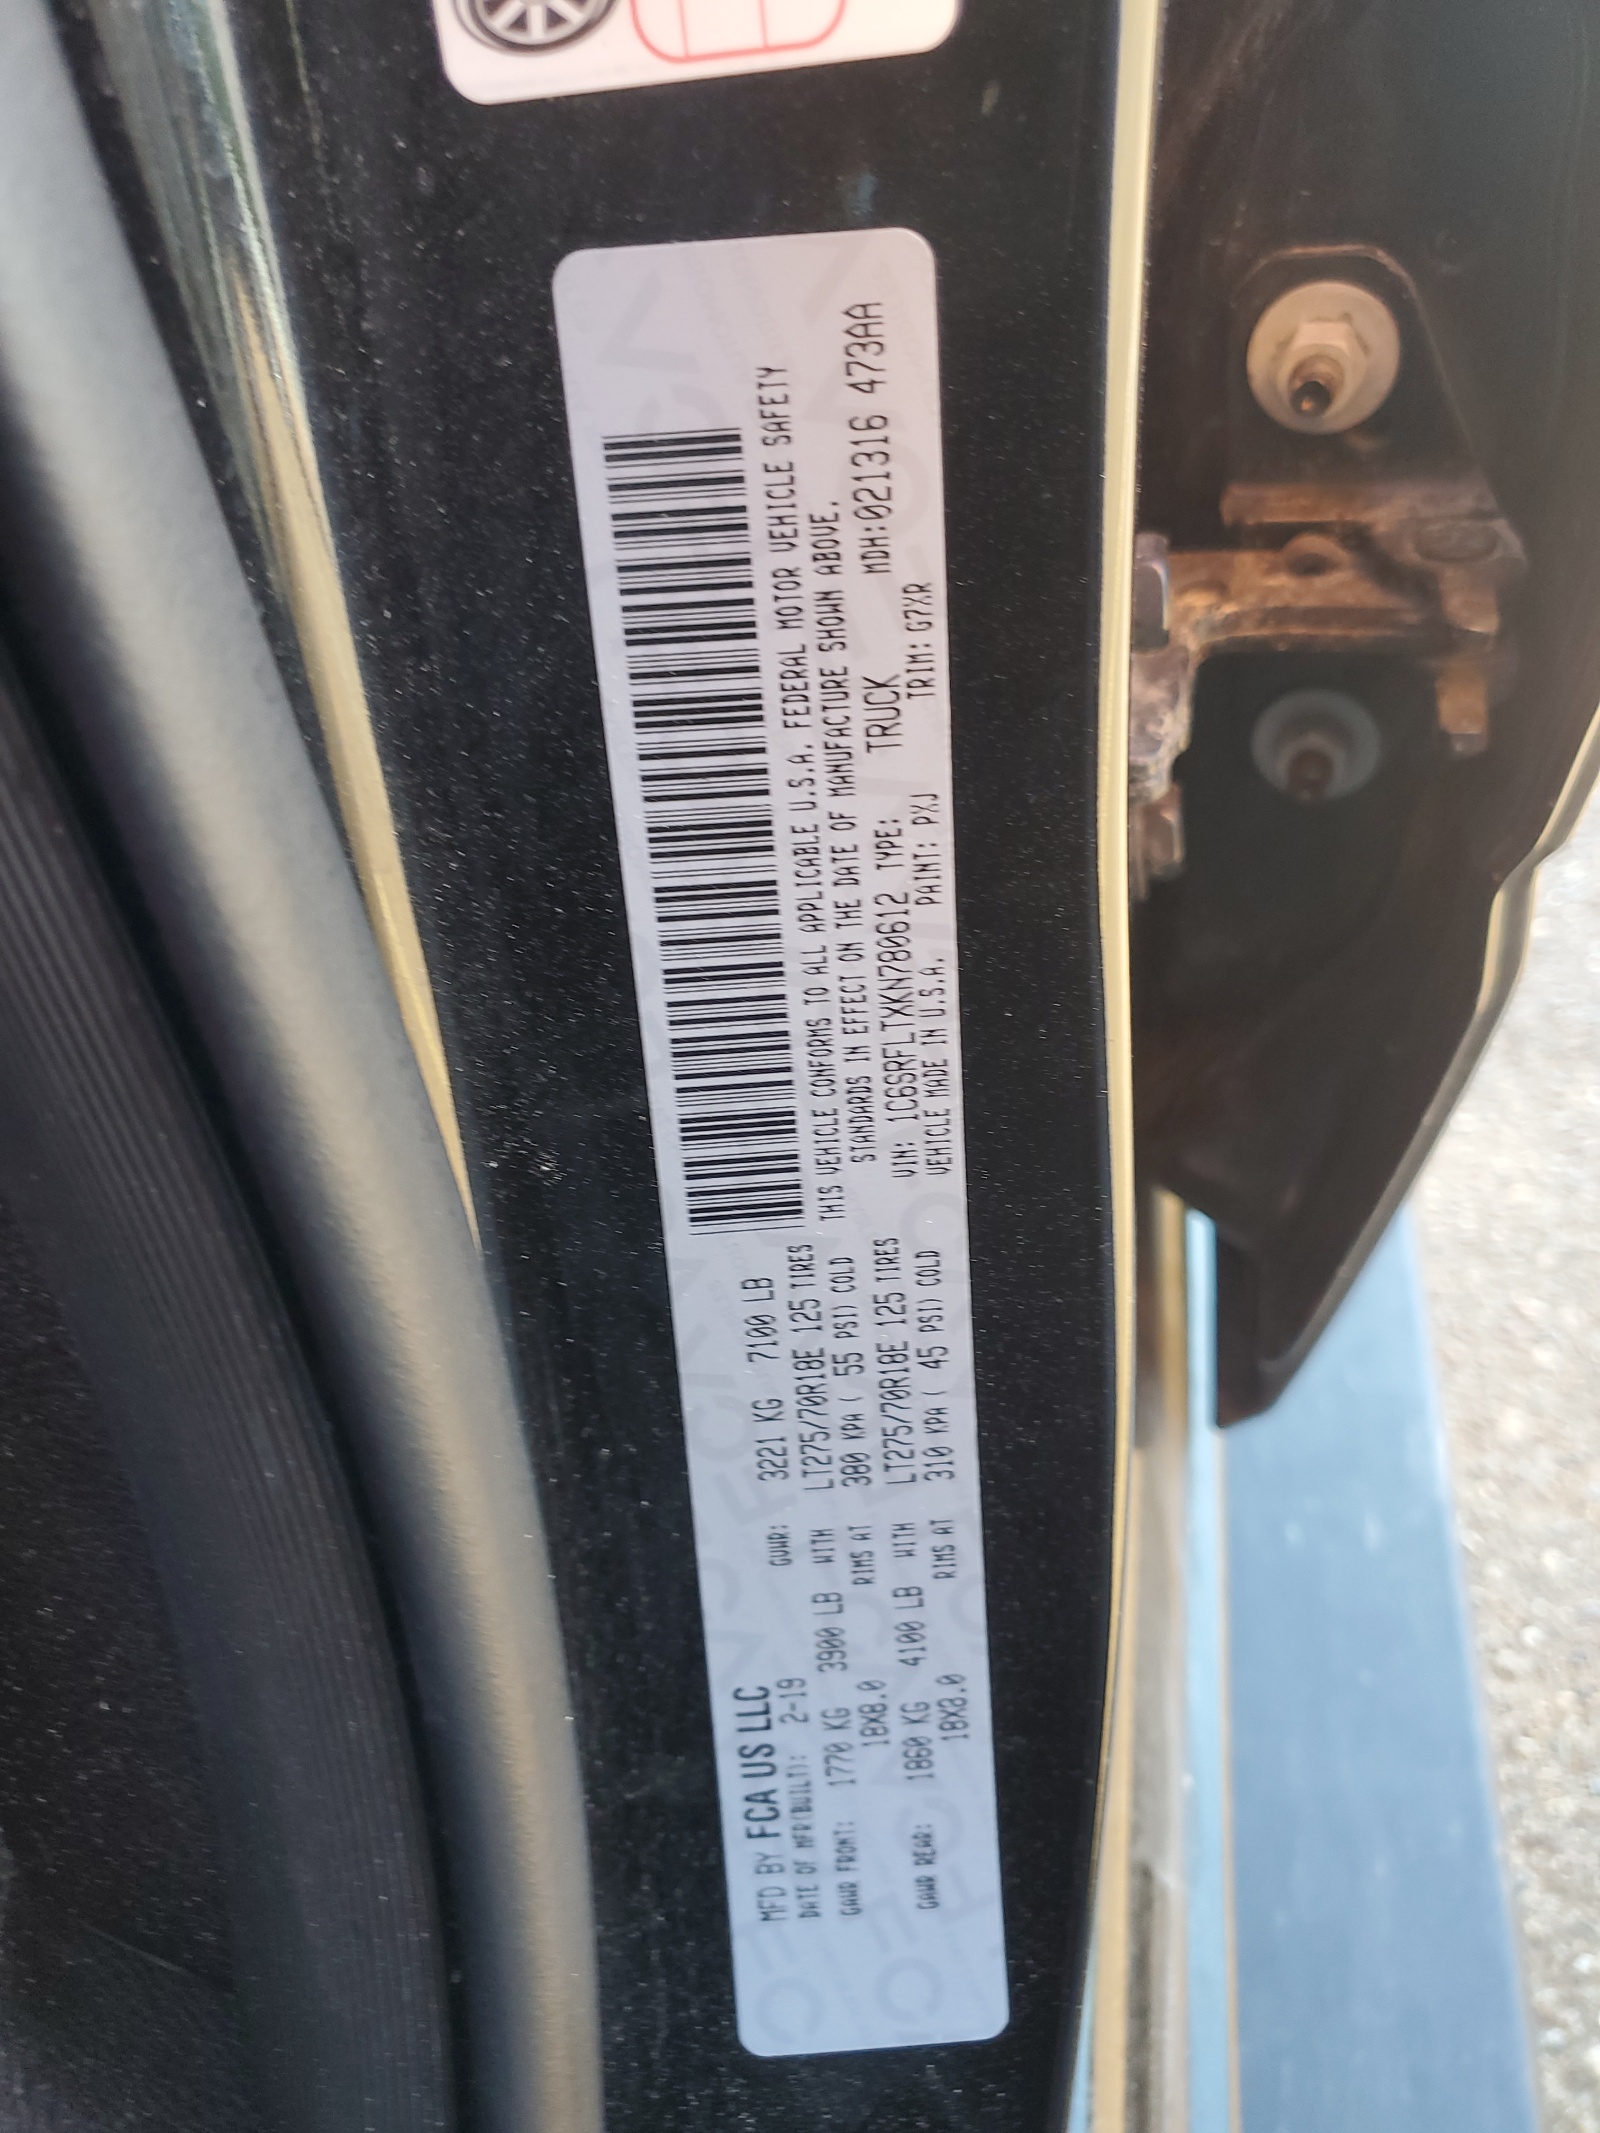 MFD BY FCA US LLC
DATE OF MFR(BUILT): 2-19 GVWR: 3221 KG 7100 LB
GAWR FRONT: 1770 KG 3900 LB WITH LT275/70R18E 125 TIRES
18X8.0 RIMS AT 380 KPA ( 55 PSI) COLD
GAWR REAR: 1860 KG 4100 LB WITH LT275/70R18E 125 TIRES
18X8.0 RIMS AT 310 KPA ( 45 PSI) COLD
THIS VEHICLE CONFORMS TO ALL APPLICABLE U.S.A. FEDERAL MOTOR VEHICLE SAFETY
STANDARDS IN EFFECT ON THE DATE OF MANUFACTURE SHOWN ABOVE.
VIN: 1C6SRFLTXKN780612 TYPE: TRUCK MDH:021316 473AA
VEHICLE MADE IN U.S.A. PAINT: PXJ TRIM: G7XR